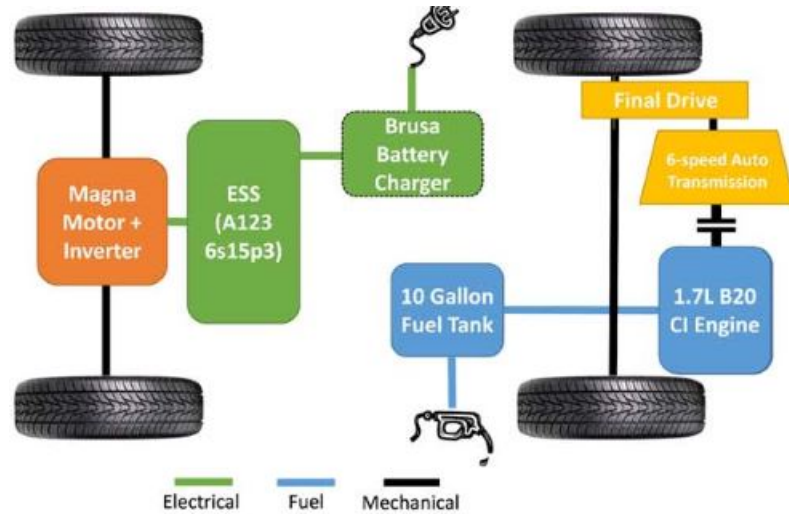 Final Drive
Brusa
Battery
Charger
6-speed Auto
Transmission
Magna
Motor +
Inverter
ESS
(A123
6s15p3)
10 Gallon
Fuel Tank
1.7L B20
CI Engine
Electrical
Fuel
Mechanical